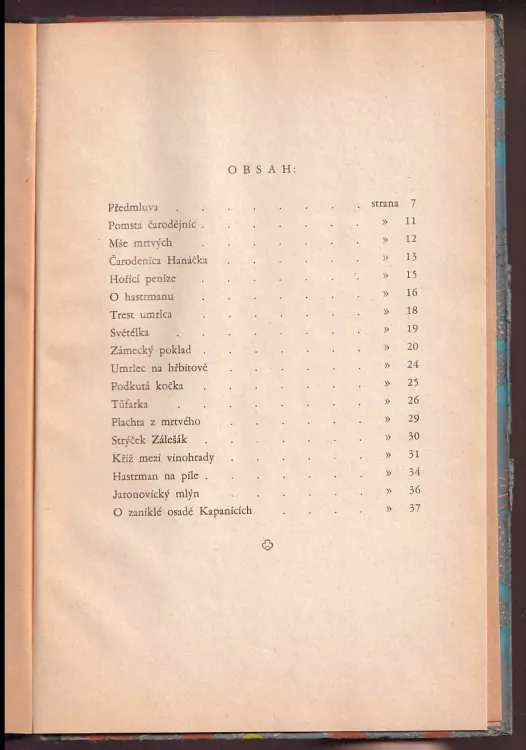 OBSAH:
Předmluva . . . . . . . strana 7
Pomsta čarodějnic . . . . . . . » 11
Mše mrtvých . . . . . . » 12
Čarodenica Hanáčka . . . . . . » 13
Hořící peníze . . . . . . » 15
O hastrmanu . . . . . . » 16
Trest umrlca . . . . . . » 18
Světélka . . . . . . . » 19
Zámecký poklad . . . . . . . » 20
Umrlec na hřbitově . . . . . » 24
Podkutá kočka . . . . . . » 25
Tůfarka . . . . . . . » 26
Plachta z mrtvého . . . . . » 29
Strýček Zálešák . . . . . . » 30
Kříž mezi vinohrady . . . . . » 31
Hastrman na pile . . . . . . » 34
Jaronovický mlýn . . . . . » 36
O zaniklé osadě Kapanicích . . . . » 37